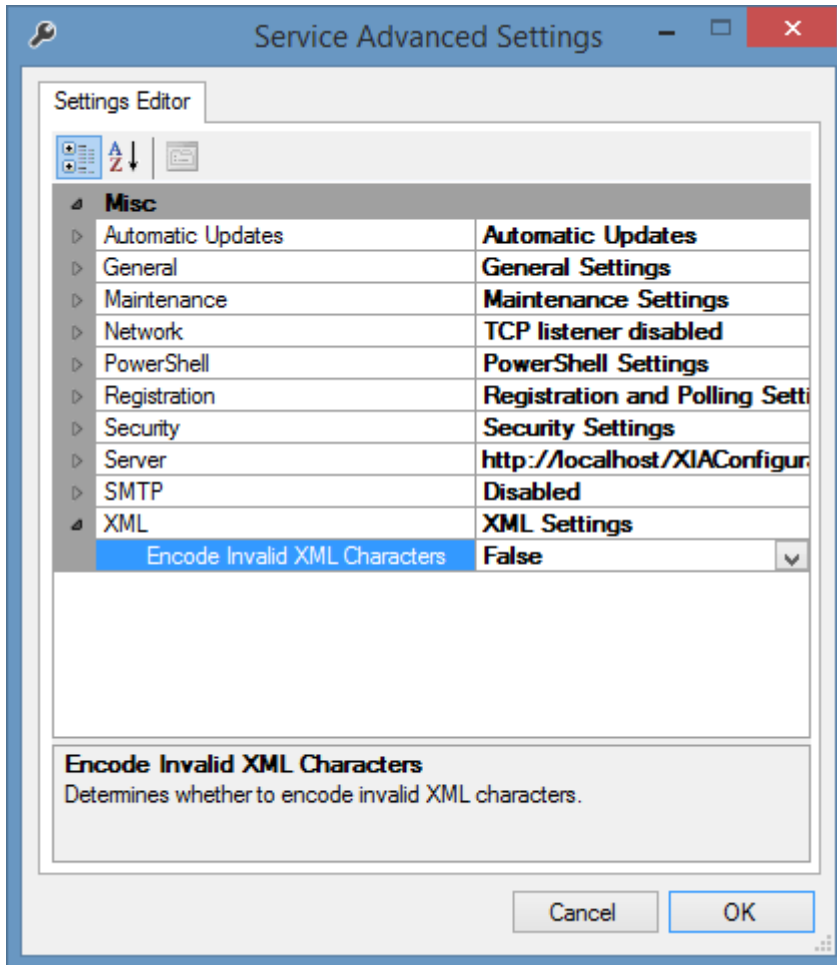 Service Advanced Settings
Settings Editor
Misc
Automatic Updates Automatic Updates
General General Settings
Maintenance Maintenance Settings
Network TCP listener disabled
PowerShell PowerShell Settings
Registration Registration and Polling Setti
Security Security Settings
Server http://localhost/XIAConfigur
SMTP Disabled
XML XML Settings
Encode Invalid XML Characters False
Encode Invalid XML Characters
Determines whether to encode invalid XML characters.
Cancel OK